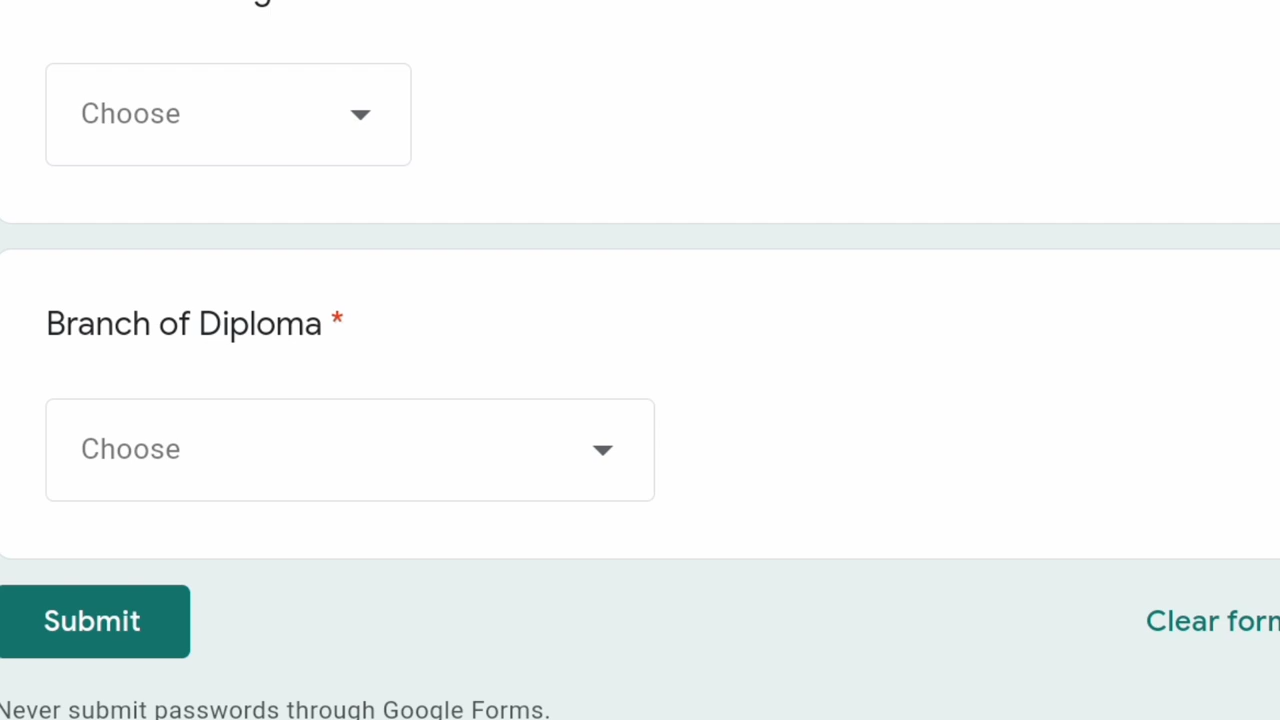 Choose
Branch of Diploma *
Choose
Submit
Clear form
Never submit passwords through Google Forms.